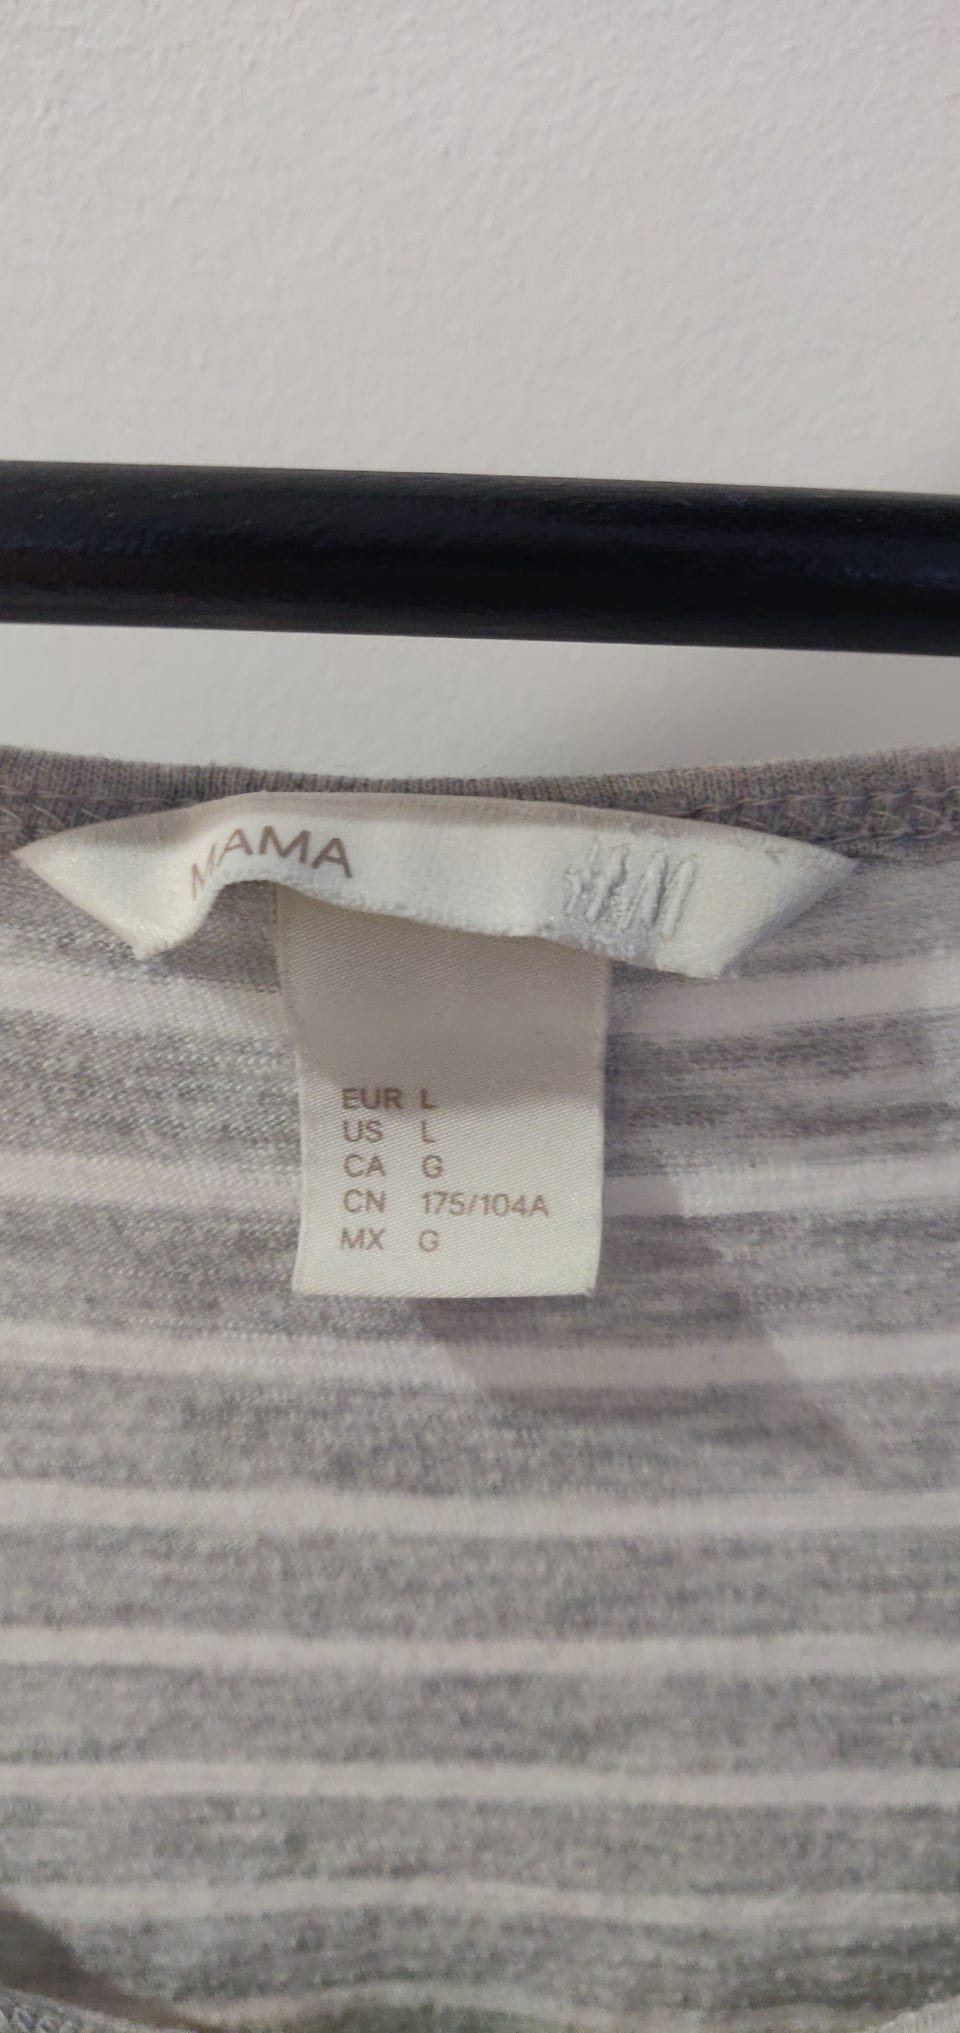 MAMA
H&M
EUR L
US L
CA G
CN 175/104A
MX G